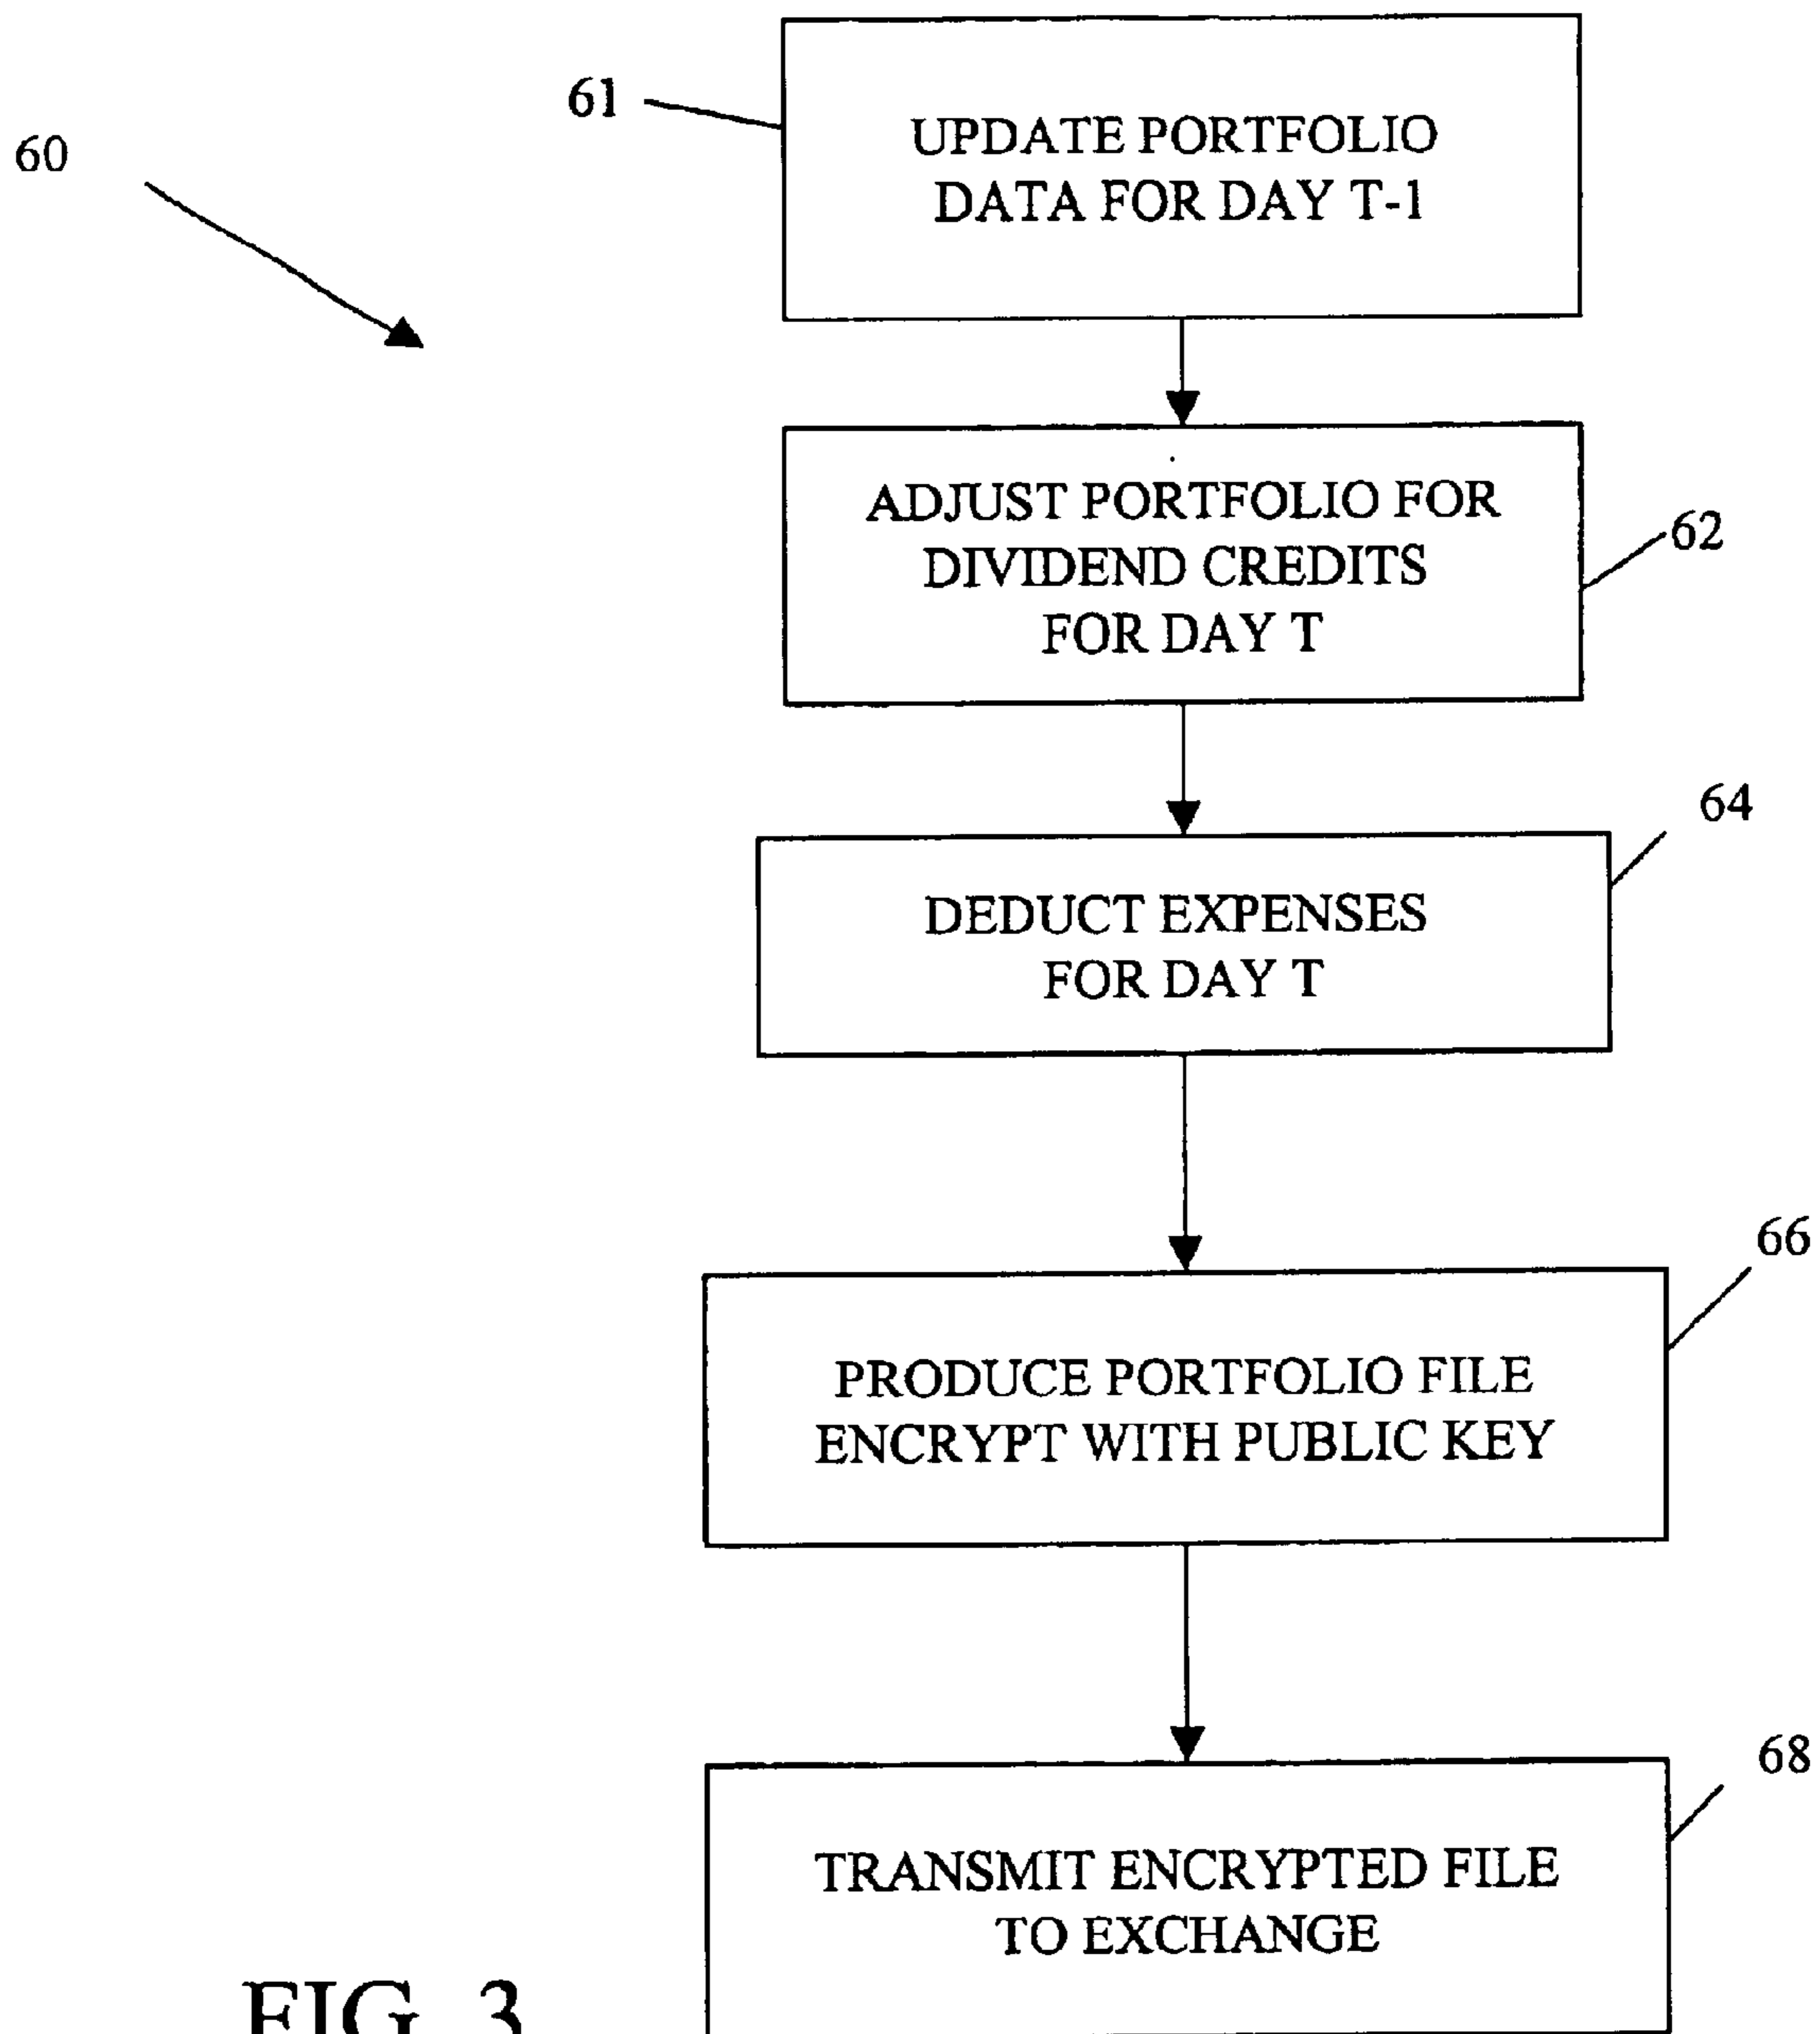 60
61
UPDATE PORTFOLIO
DATA FOR DAY T-1
ADJUST PORTFOLIO FOR
DIVIDEND CREDITS
FOR DAY T
62
DEDUCT EXPENSES
FOR DAY T
64
PRODUCE PORTFOLIO FILE
ENCRYPT WITH PUBLIC KEY
66
TRANSMIT ENCRYPTED FILE
TO EXCHANGE
68
FIG. 3